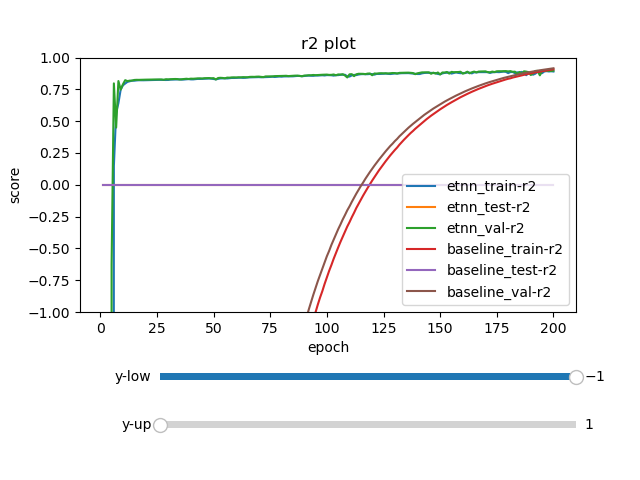 r2 plot
1.00
0.75
0.50
0.25
0.00
−0.25
−0.50
−0.75
−1.00
score
etnn_train-r2
etnn_test-r2
etnn_val-r2
baseline_train-r2
baseline_test-r2
baseline_val-r2
0 25 50 75 100 125 150 175 200
epoch
y-low −1
y-up 1